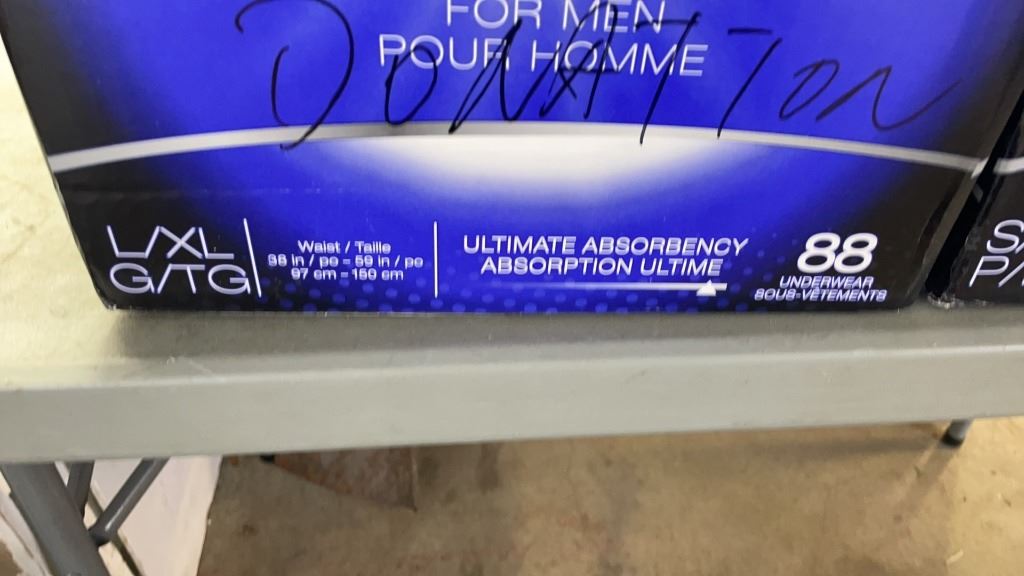 FOR MEN
POUR HOMME
DONATION
L/XL
G/TG
Waist / Taille
38 in / po - 59 in / po
97 cm - 150 cm
ULTIMATE ABSORBENCY
ABSORPTION ULTIME
88
UNDERWEAR
SOUS-VÊTEMENTS
S/
P/